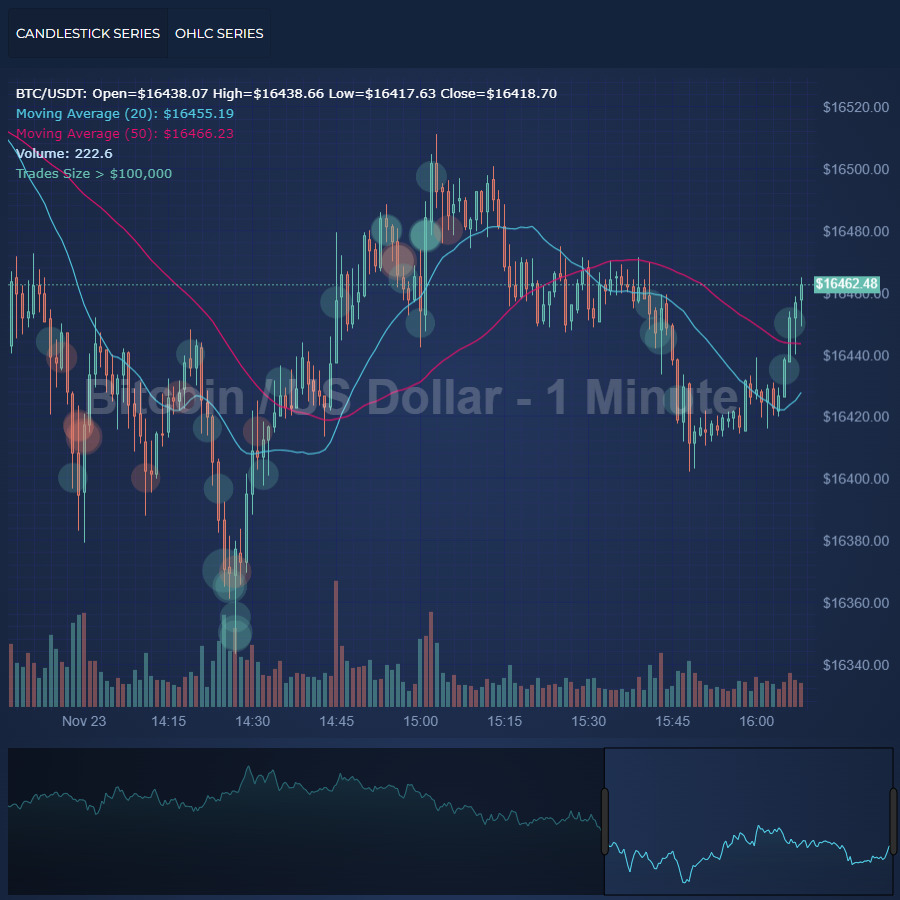 CANDLESTICK SERIES OHLC SERIES
BTC/USDT: Open=$16438.07 High=$16438.66 Low=$16417.63 Close=$16418.70
Moving Average (20): $16455.19
Moving Average (50): $16466.23
Volume: 222.6
Trades Size > $100,000
$16520.00
$16500.00
$16480.00
$16462.48
$16460.00
$16440.00
Bitcoin / US Dollar - 1 Minute
$16420.00
$16400.00
$16380.00
$16360.00
$16340.00
Nov 23 14:15 14:30 14:45 15:00 15:15 15:30 15:45 16:00